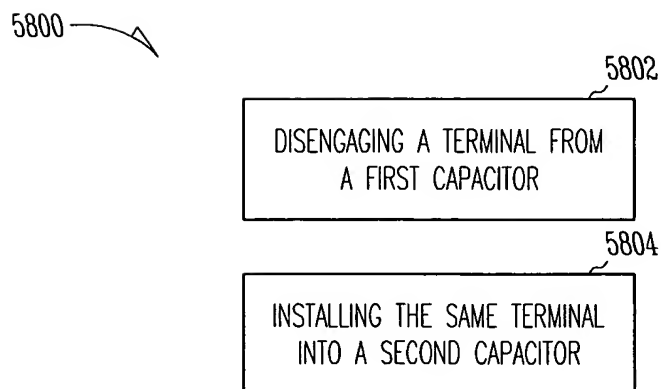 5800
5802
DISENGAGING A TERMINAL FROM
A FIRST CAPACITOR
5804
INSTALLING THE SAME TERMINAL
INTO A SECOND CAPACITOR